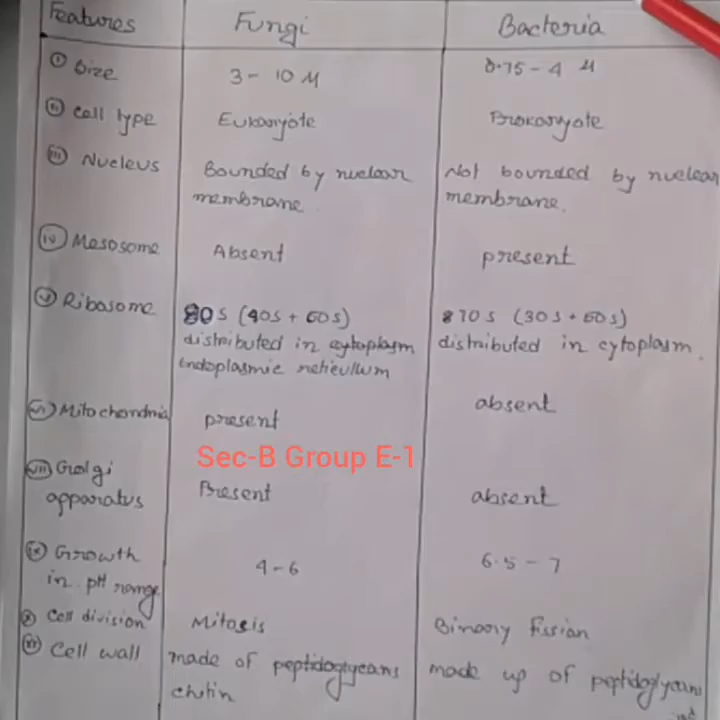 Features Fungi Bacteria
(i) Size 3 - 10 M 0.75 - 4 M
(ii) Cell type Eukaryote Prokaryote
(iii) Nucleus Bounded by nuclear Not bounded by nuclear
membrane membrane.
(iv) Mesosome Absent present
(v) Ribosome 80s (40s + 60s) 70s (30s + 50s)
distributed in cytoplasm distributed in cytoplasm.
Endoplasmic reticulum
(vi) Mitochondria present absent
Sec-B Group E-1
(vii) Golgi Present absent
apparatus
Growth 4 - 6 6.5 - 7
in pH range
(x) Cell division Mitosis Binary Fission
Cell wall made of peptidoglycans made up of peptidoglycans
chitin